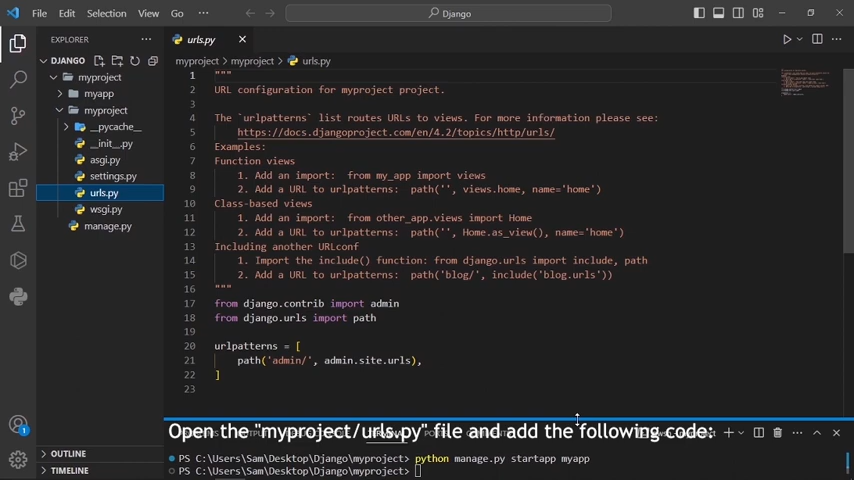 File Edit Selection View Go ··· Django
EXPLORER ···
urls.py
DJANGO
myproject > myproject > urls.py
myproject
myapp
myproject
__pycache__
__init__.py
asgi.py
settings.py
urls.py
wsgi.py
manage.py
1 """
2 URL configuration for myproject project.
3
4 The `urlpatterns` list routes URLs to views. For more information please see:
5 https://docs.djangoproject.com/en/4.2/topics/http/urls/
6 Examples:
7 Function views
8 1. Add an import:  from my_app import views
9 2. Add a URL to urlpatterns:  path('', views.home, name='home')
10 Class-based views
11 1. Add an import:  from other_app.views import Home
12 2. Add a URL to urlpatterns:  path('', Home.as_view(), name='home')
13 Including another URLconf
14 1. Import the include() function: from django.urls import include, path
15 2. Add a URL to urlpatterns:  path('blog/', include('blog.urls'))
16 """
17 from django.contrib import admin
18 from django.urls import path
19
20 urlpatterns = [
21 path('admin/', admin.site.urls),
22 ]
23
Open the "myproject/urls.py" file and add the following code:
PS C:\Users\Sam\Desktop\Django\myproject> python manage.py startapp myapp
PS C:\Users\Sam\Desktop\Django\myproject>
1
OUTLINE
TIMELINE